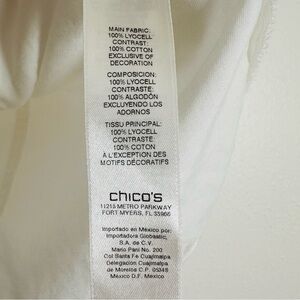 MAIN FABRIC:
100% LYOCELL
CONTRAST:
100% COTTON
EXCLUSIVE OF
DECORATION
COMPOSICION:
100% LYOCELL
CONTRASTE:
100% ALGODÓN
EXCLUYENDO LOS
ADORNOS
TISSU PRINCIPAL:
100% LYOCELL
CONTRASTE:
100% COTON
À L'EXCEPTION DES
MOTIFS DÉCORATIFS
chico's
11215 METRO PARKWAY
FORT MYERS, FL 33966
Importado en México por:
Importadora Globastic,
S.A. de C.V.
Mario Pani No. 200
Col Santa Fe Cuajimalpa
Delegacion Cuajimalpa
de Morelos C.P. 05348
México D.F. Mexico